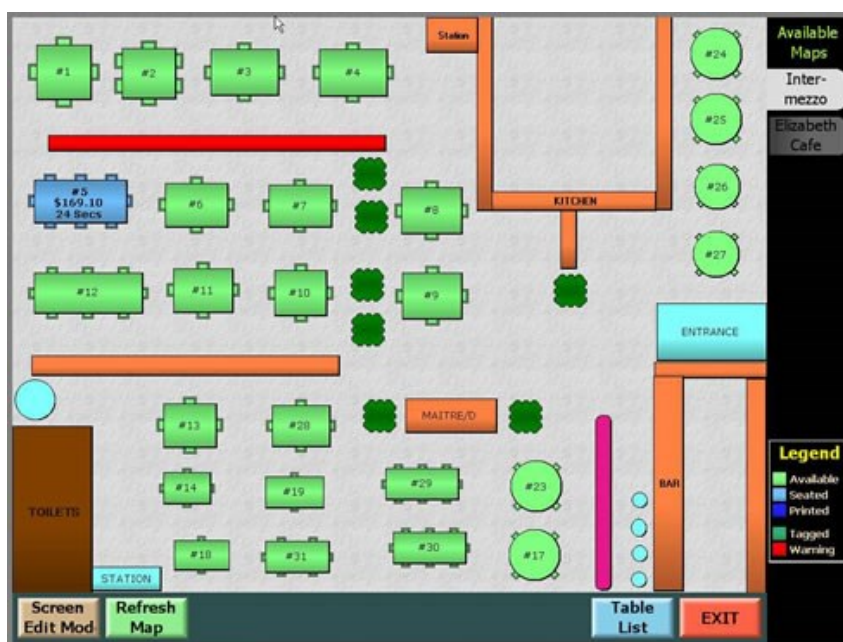 Station
Available
Maps
#24
#1
#2
#3
#4
Inter-
mezzo
#25
Elizabeth
Cafe
#5
$169.10
24 Secs
#6
#7
#8
KITCHEN
#26
#27
#12
#11
#10
#9
ENTRANCE
#13
#28
MAITRE/D
Legend
Available
Seated
Printed
Tagged
Warning
#14
#19
#29
#23
BAR
TOILETS
#18
#31
#30
#17
STATION
Screen
Edit Mod
Refresh
Map
Table
List
EXIT